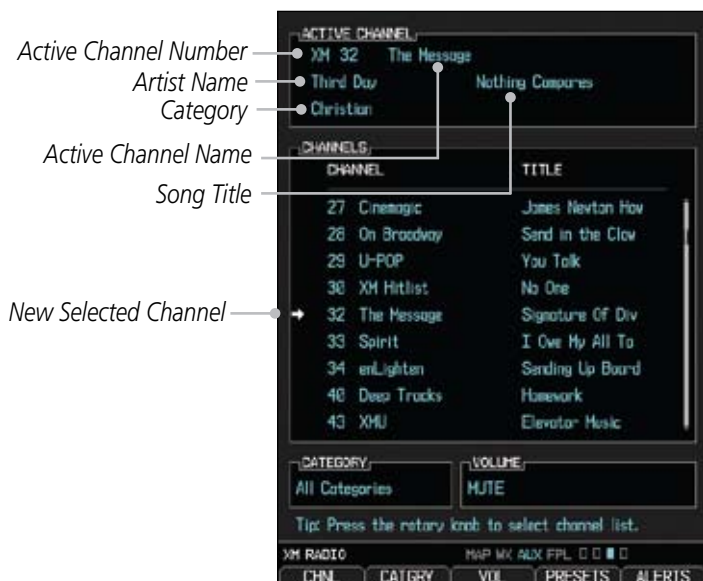 Active Channel Number
Artist Name
Category
Active Channel Name
Song Title
New Selected Channel
ACTIVE CHANNEL
XM 32 The Message
Third Day Nothing Compares
Christian
CHANNELS
CHANNEL TITLE
27 Cinemagic James Newton How
28 On Broadway Send in the Clow
29 U-POP You Talk
30 XM Hitlist No One
32 The Message Signature Of Div
33 Spirit I Owe My All To
34 enLighten Sending Up Board
40 Deep Tracks Homework
43 XMU Elevator Music
CATEGORY VOLUME
All Categories MUTE
Tip: Press the rotary knob to select channel list.
XM RADIO MAP WX AUX FPL
CHNL CATGRY VOL PRESETS ALERTS